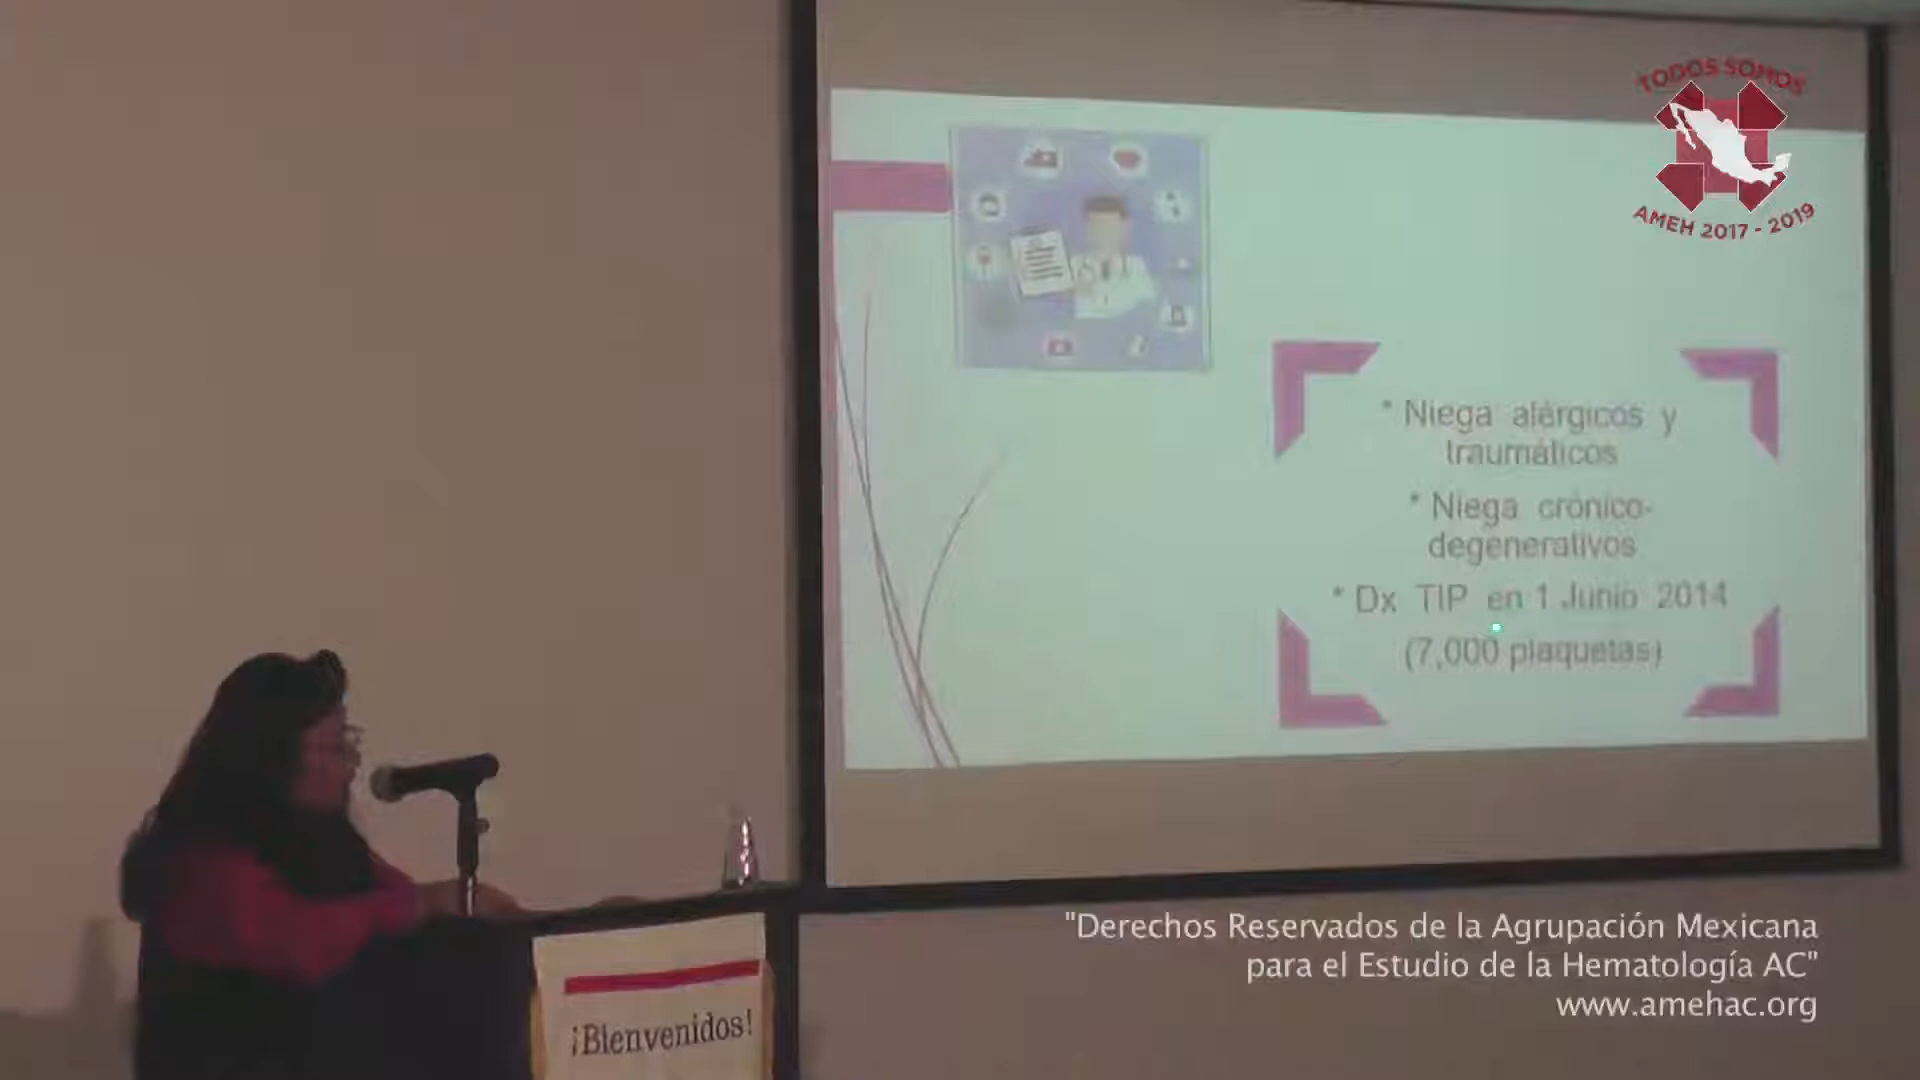 TODOS SOMOS
AMEH 2017 - 2019
* Niega alérgicos y
traumáticos
* Niega crónico-
degenerativos
* Dx TIP en 1 Junio 2014
(7,000 plaquetas)
"Derechos Reservados de la Agrupación Mexicana
para el Estudio de la Hematología AC"
www.amehac.org
¡Bienvenidos!